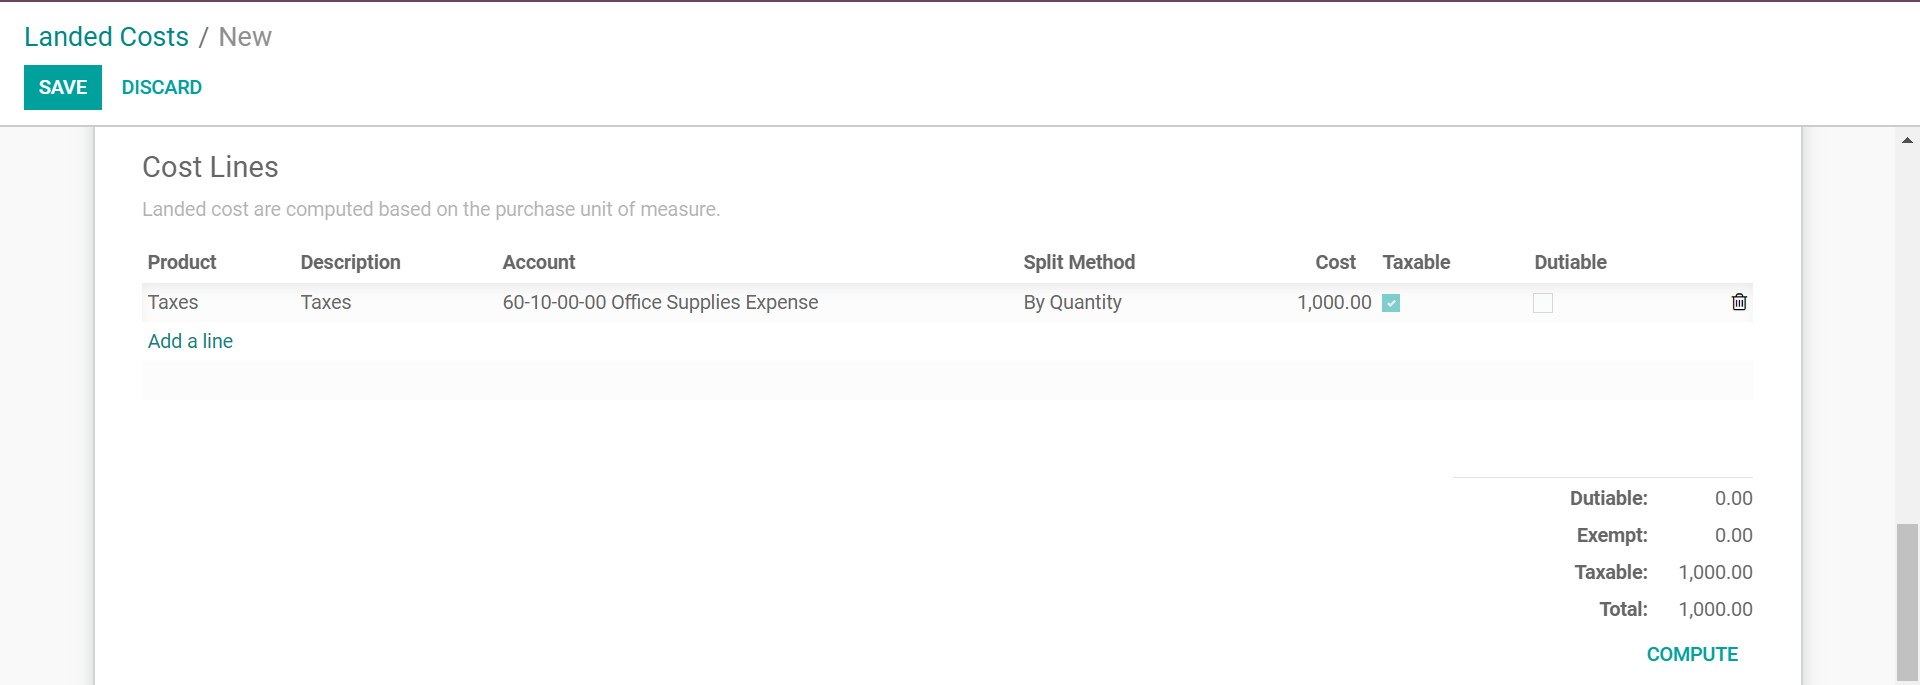 Landed Costs / New
SAVE DISCARD
Cost Lines
Landed cost are computed based on the purchase unit of measure.
Product Description Account Split Method Cost Taxable Dutiable
Taxes Taxes 60-10-00-00 Office Supplies Expense By Quantity 1,000.00
Add a line
Dutiable: 0.00
Exempt: 0.00
Taxable: 1,000.00
Total: 1,000.00
COMPUTE